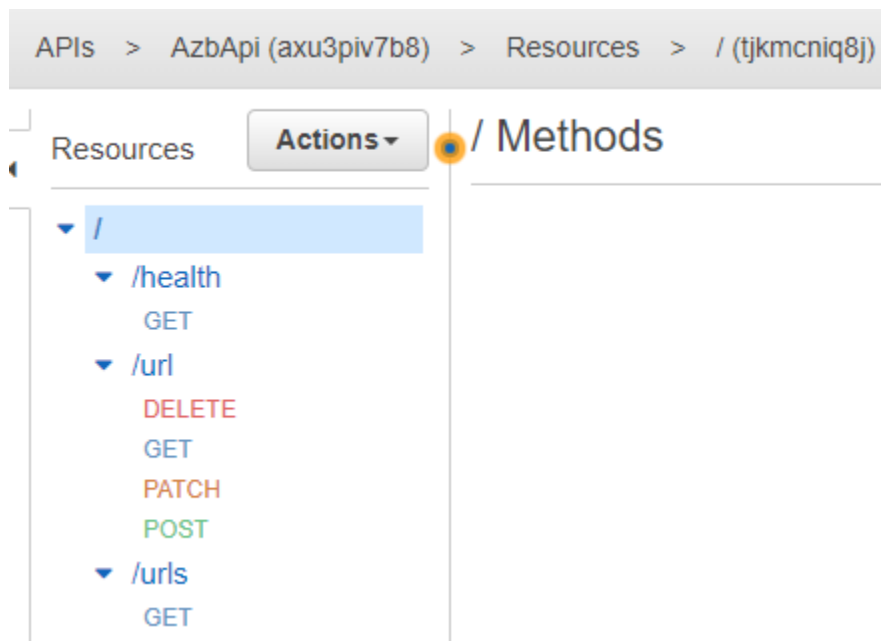 APIs > AzbApi (axu3piv7b8) > Resources > / (tjkmcniq8j)
Resources
Actions
/ Methods
/
/health
GET
/url
DELETE
GET
PATCH
POST
/urls
GET